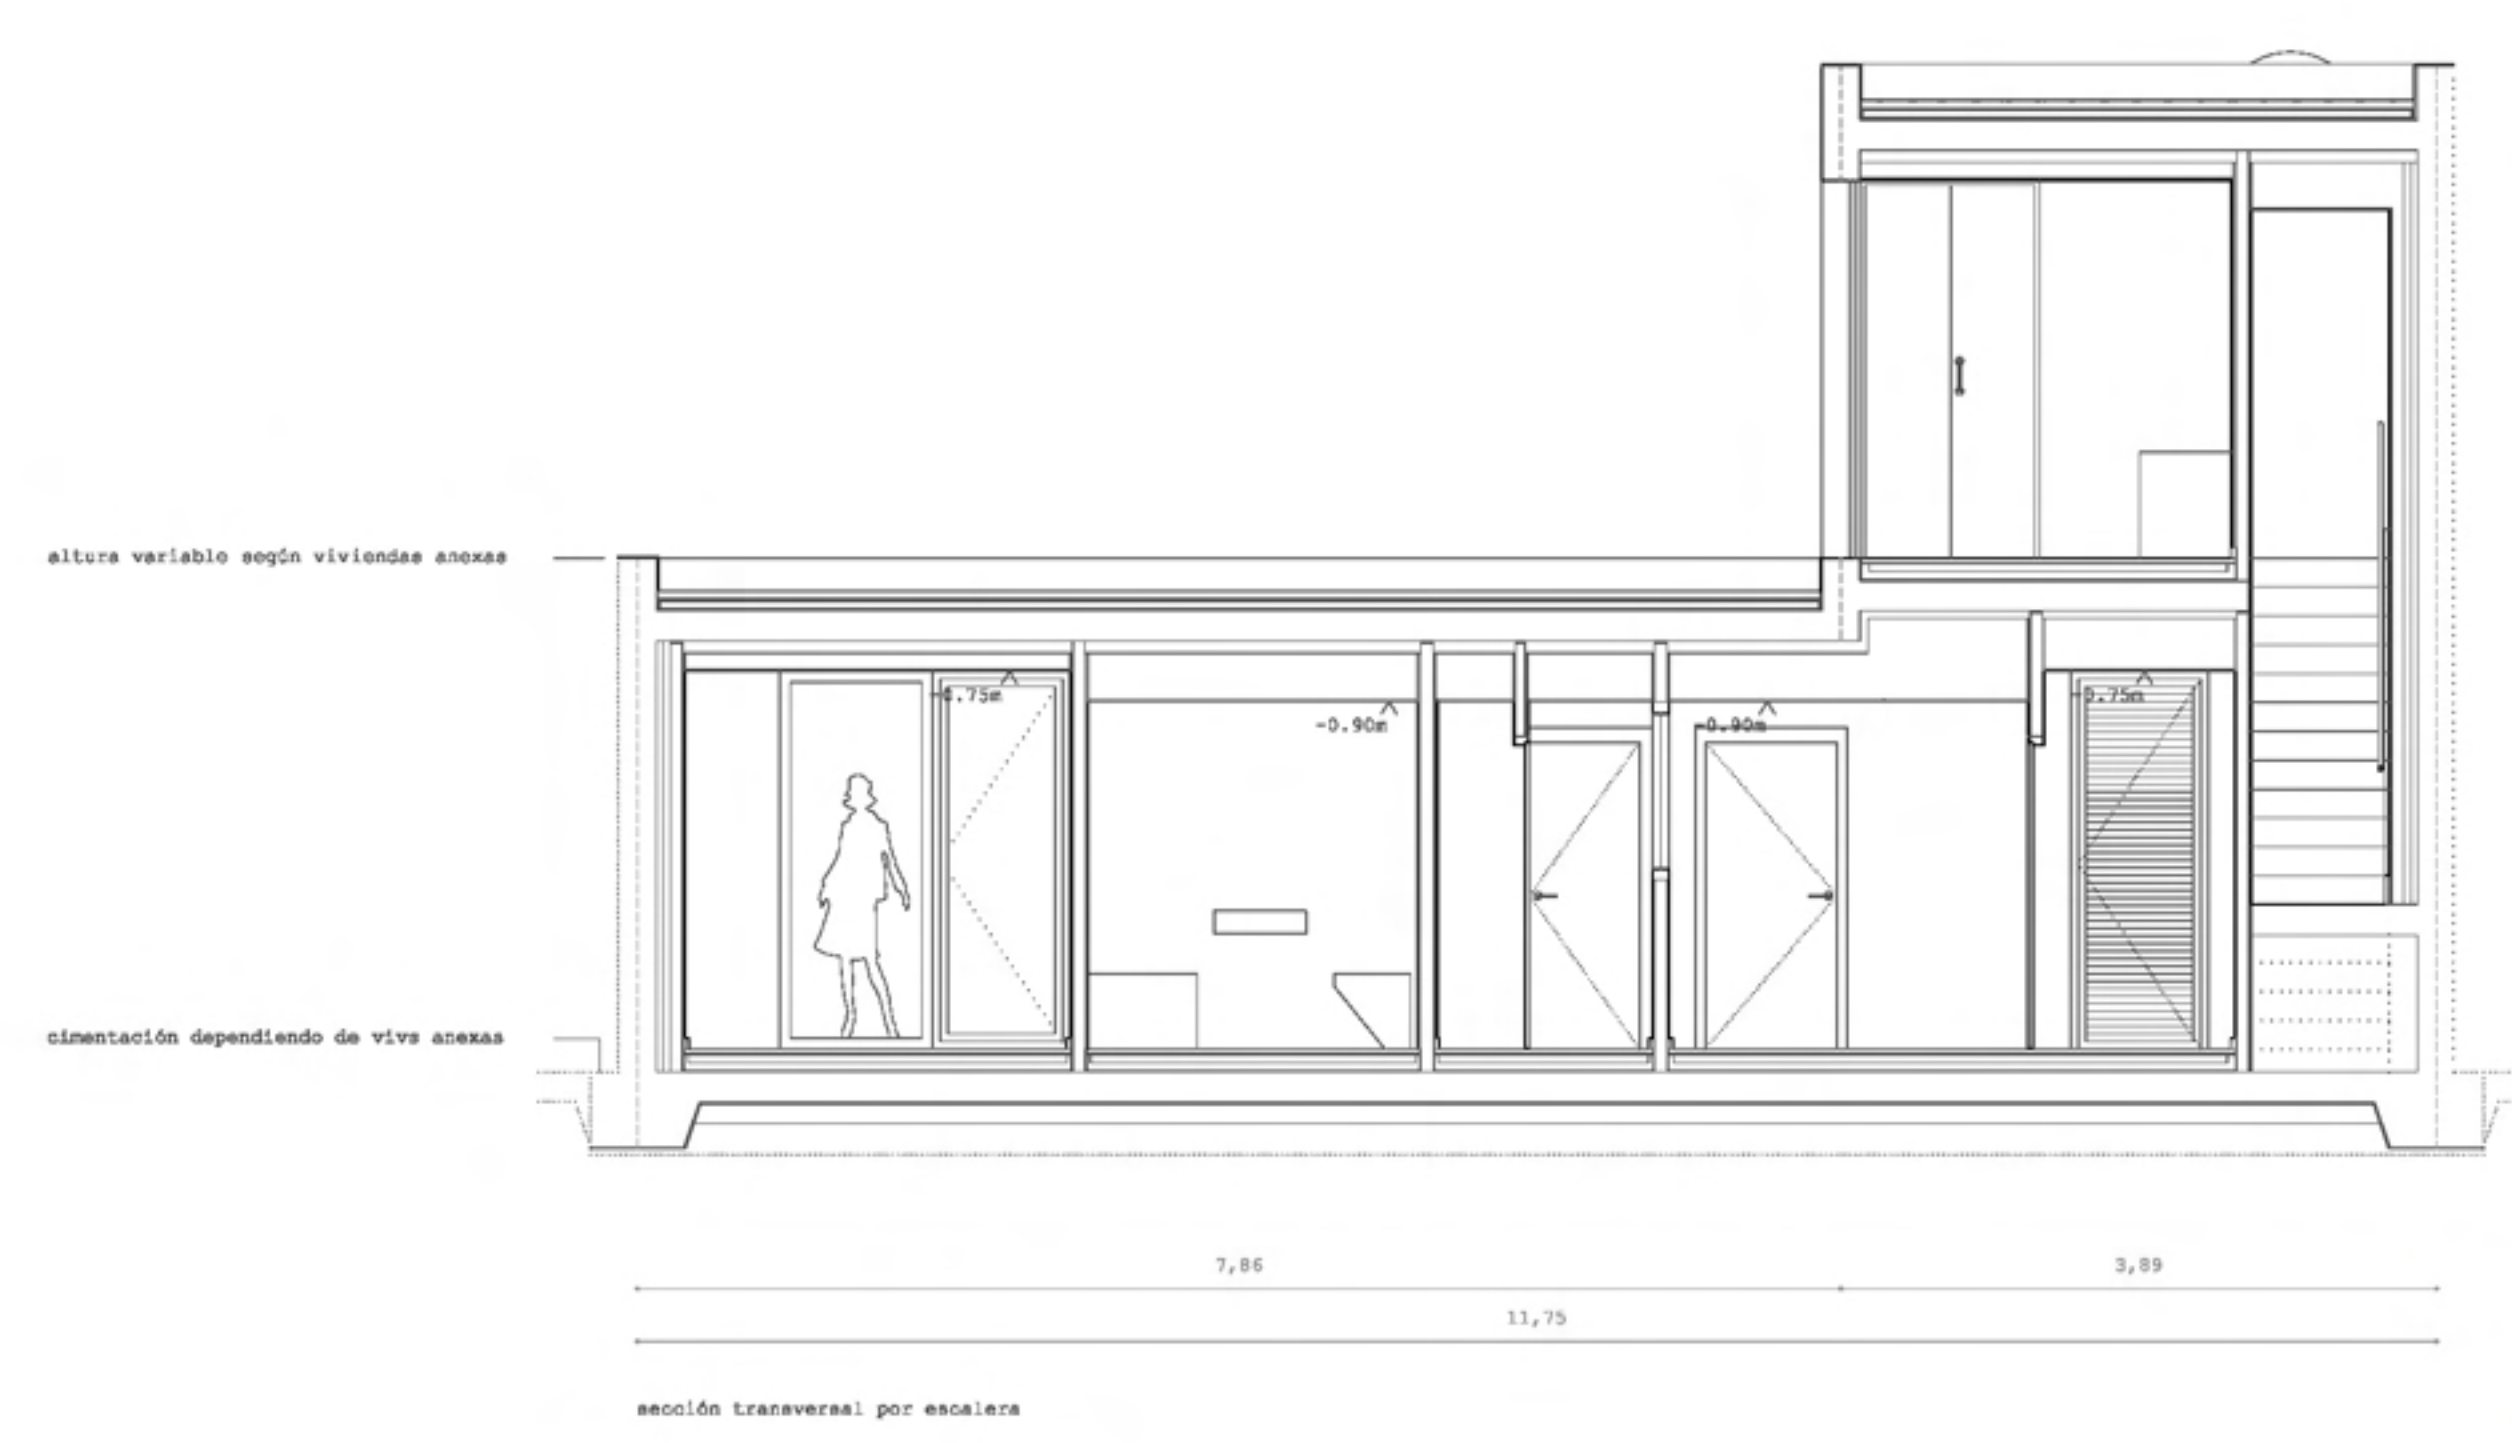 altura variable según viviendas anexas
-0.75m
-0.75m
-0.90m
-0.90m
cimentación dependiendo de vivs anexas
7,86
3,89
11,75
sección transversal por escalera